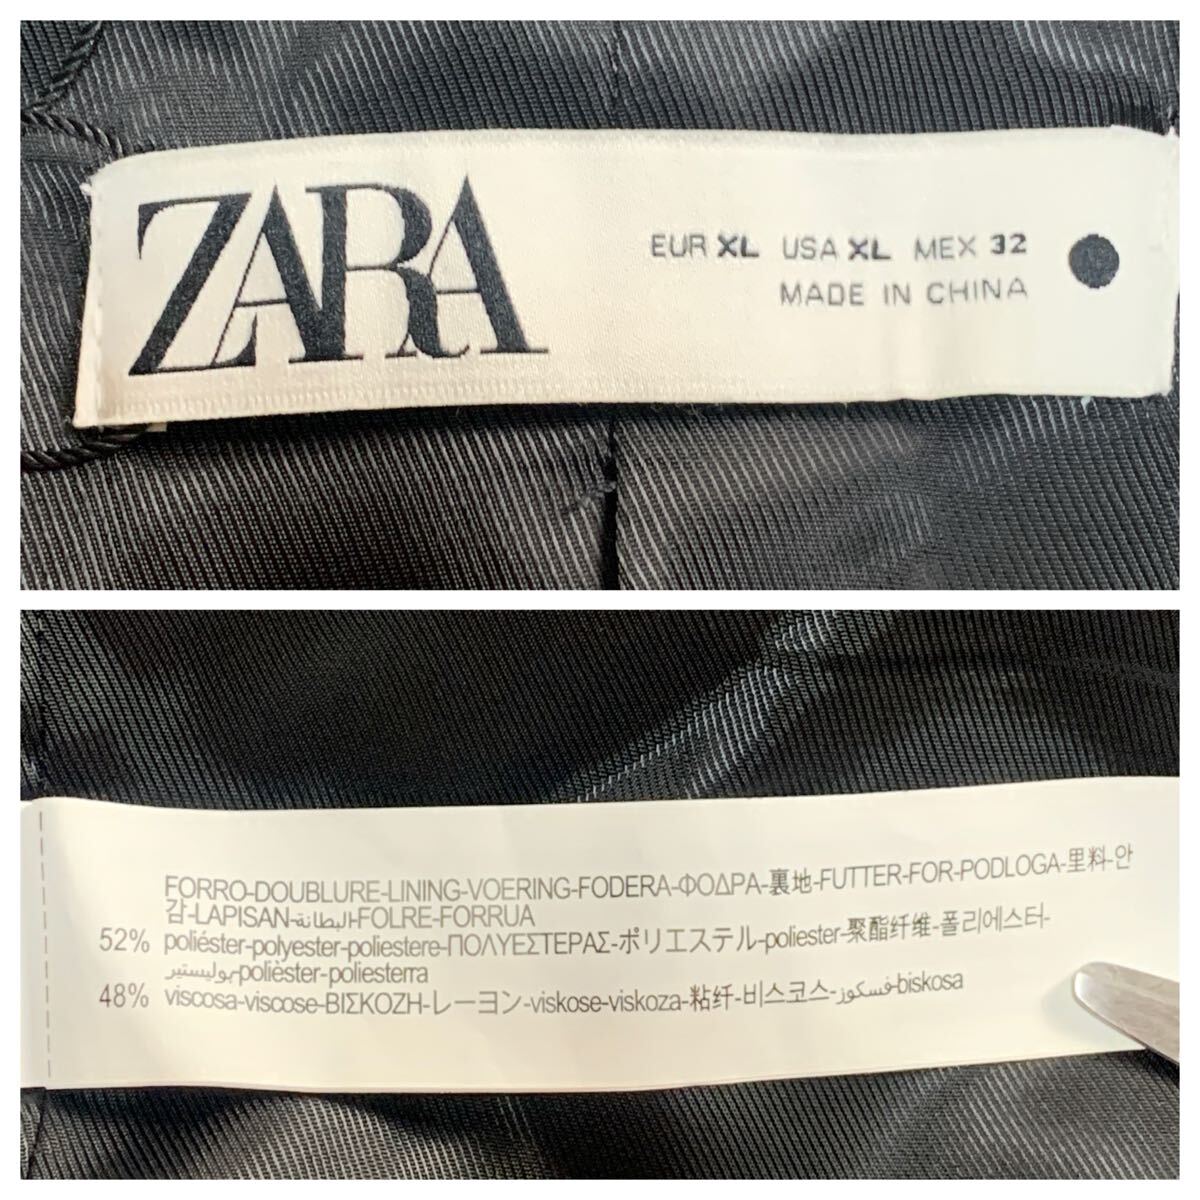 ZARA
EUR XL USA XL MEX 32
MADE IN CHINA
FORRO-DOUBLURE-LINING-VOERING-FODERA-ΦΟΔΡΑ-裏地-FUTTER-FOR-PODLOGA-里料-안
감-LAPISAN-البطانة-FOLRE-FORRUA
52% poliéster-polyester-poliestere-ΠΟΛΥΕΣΤΕΡΑΣ-ポリエステル-poliester-聚酯纤维-폴리에스터-
بوليستير-polièster-poliesterra
48% viscosa-viscose-ΒΙΣΚΟΖΗ-レーヨン-viskose-viskoza-粘纤-비스코스-فسكوز-biskosa